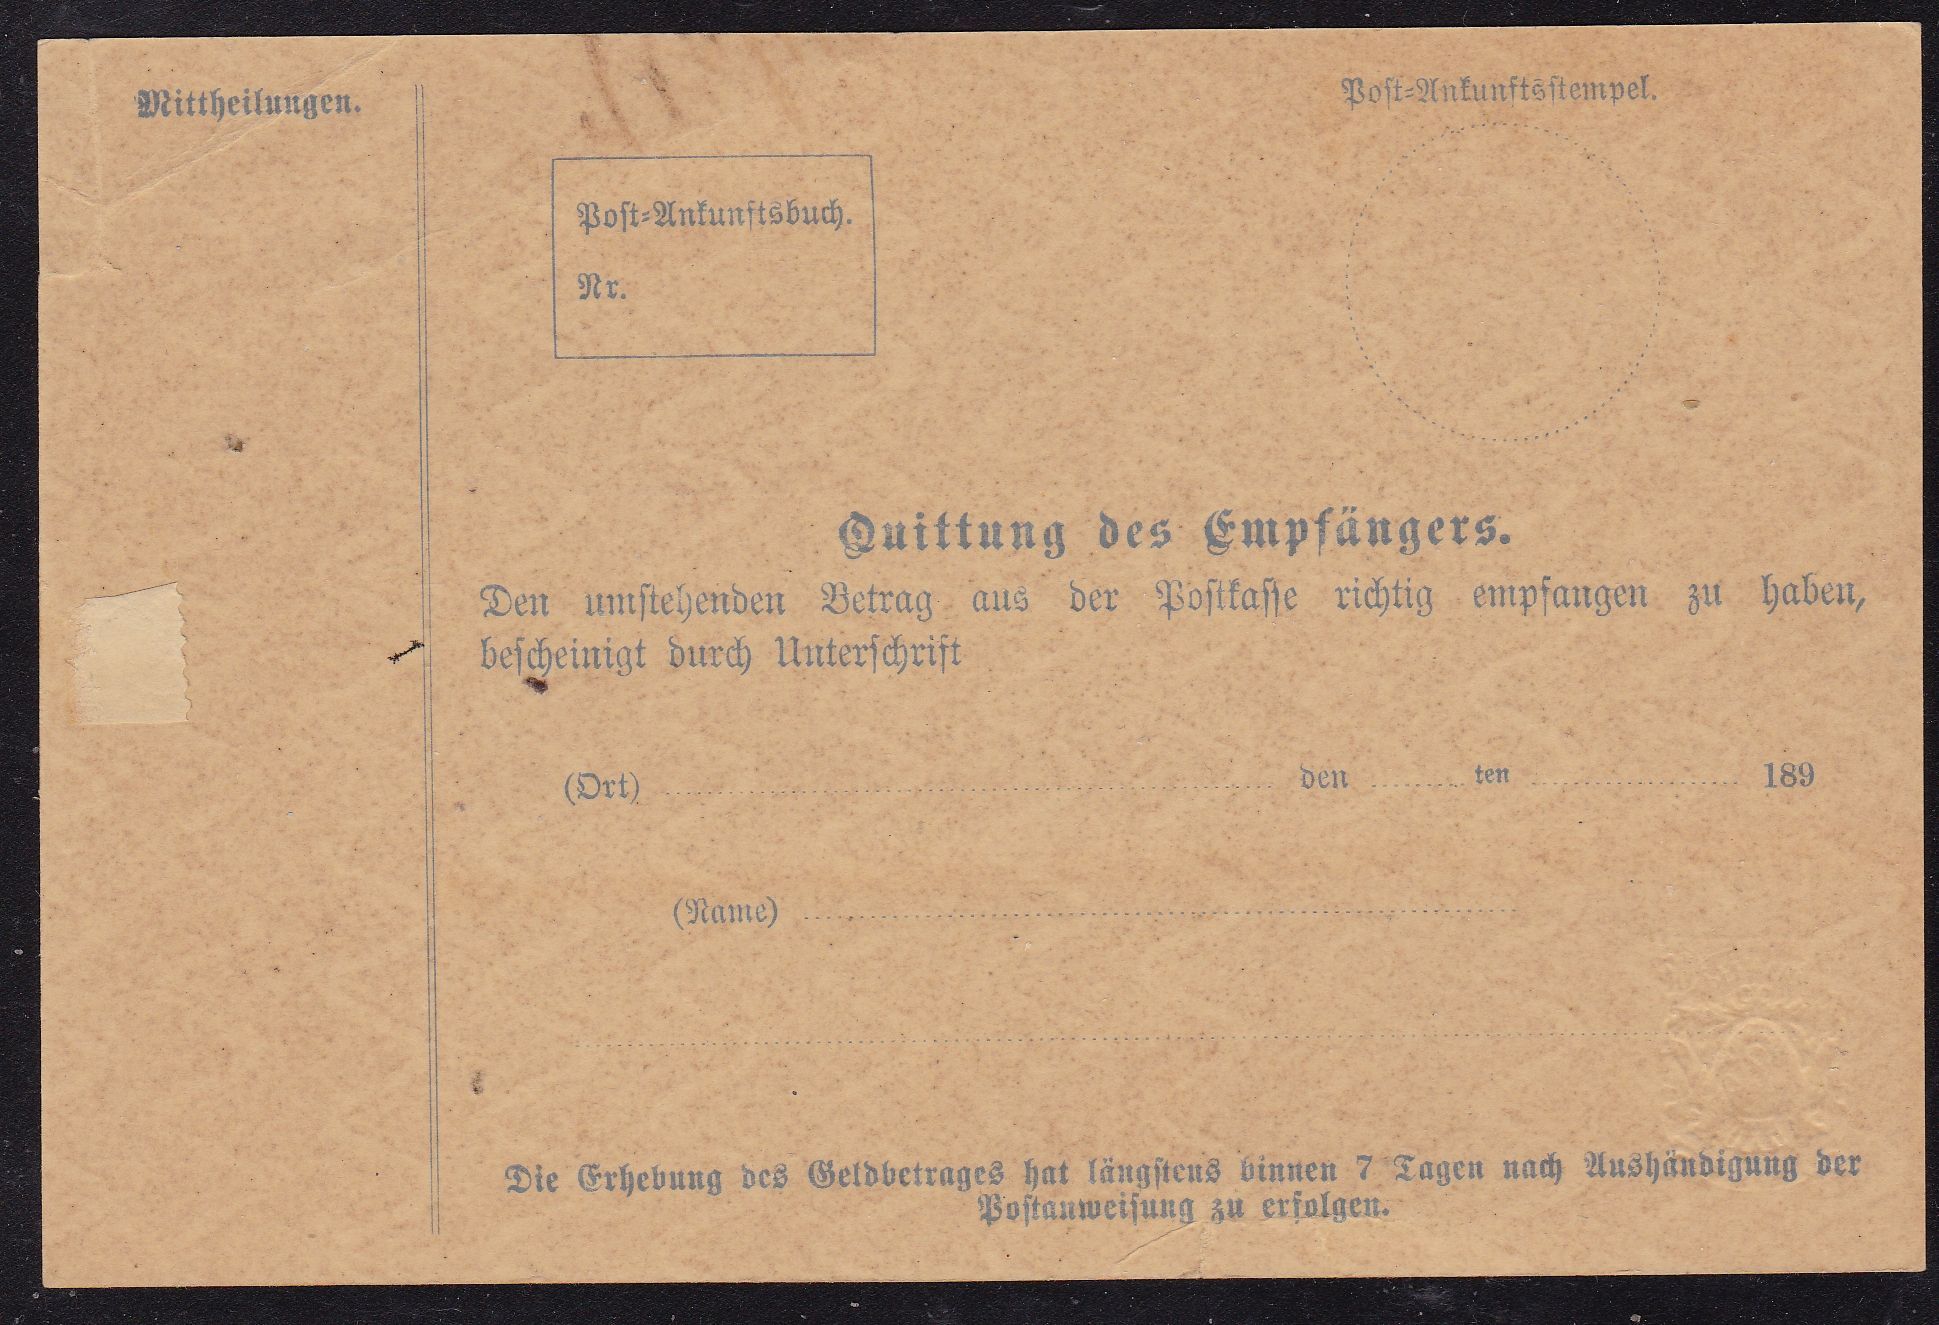 Mittheilungen.
Post-Ankunftsstempel.
Post-Ankunftsbuch.
Nr.
Quittung des Empfängers.
Den umstehenden Betrag aus der Postkasse richtig empfangen zu haben,
bescheinigt durch Unterschrift
(Ort) den ten 189
(Name)
Die Erhebung des Geldbetrages hat längstens binnen 7 Tagen nach Aushändigung der
Postanweisung zu erfolgen.